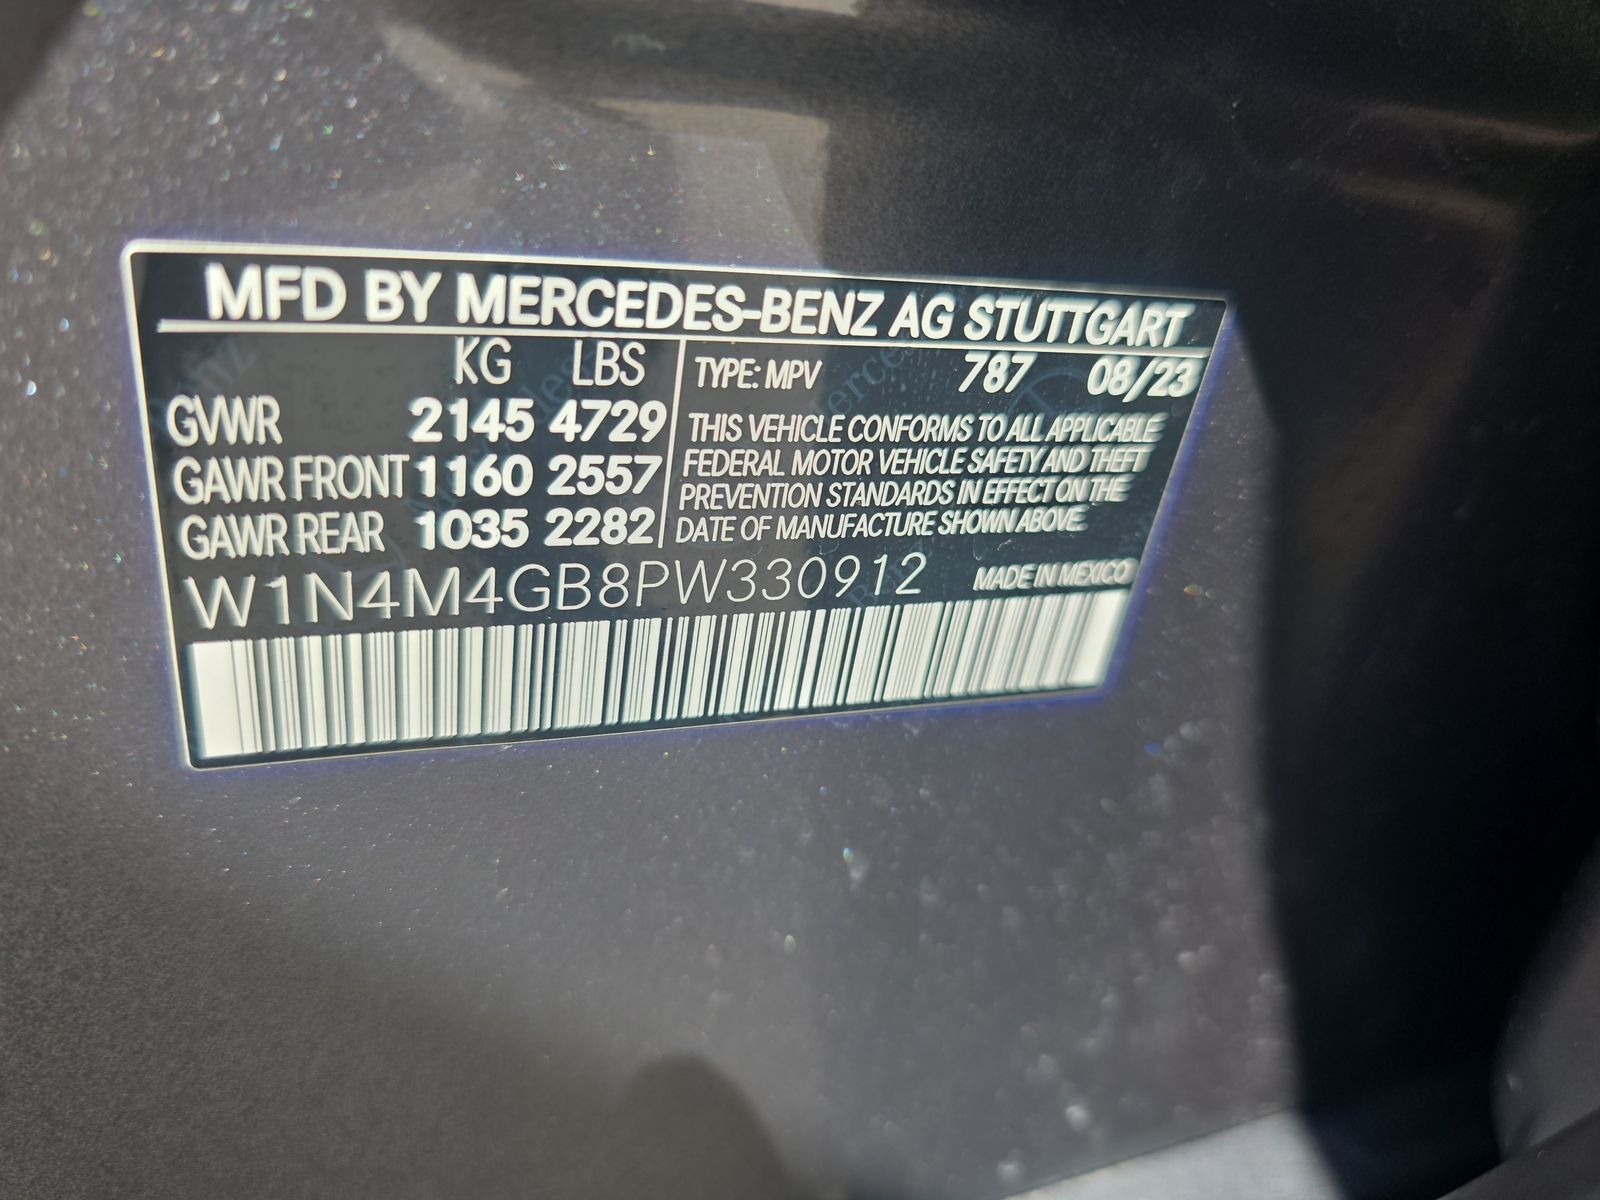 MFD BY MERCEDES-BENZ AG STUTTGART
KG LBS
GVWR 2145 4729
GAWR FRONT 1160 2557
GAWR REAR 1035 2282
TYPE: MPV 787 08/23
THIS VEHICLE CONFORMS TO ALL APPLICABLE
FEDERAL MOTOR VEHICLE SAFETY AND THEFT
PREVENTION STANDARDS IN EFFECT ON THE
DATE OF MANUFACTURE SHOWN ABOVE.
W1N4M4GB8PW330912 MADE IN MEXICO